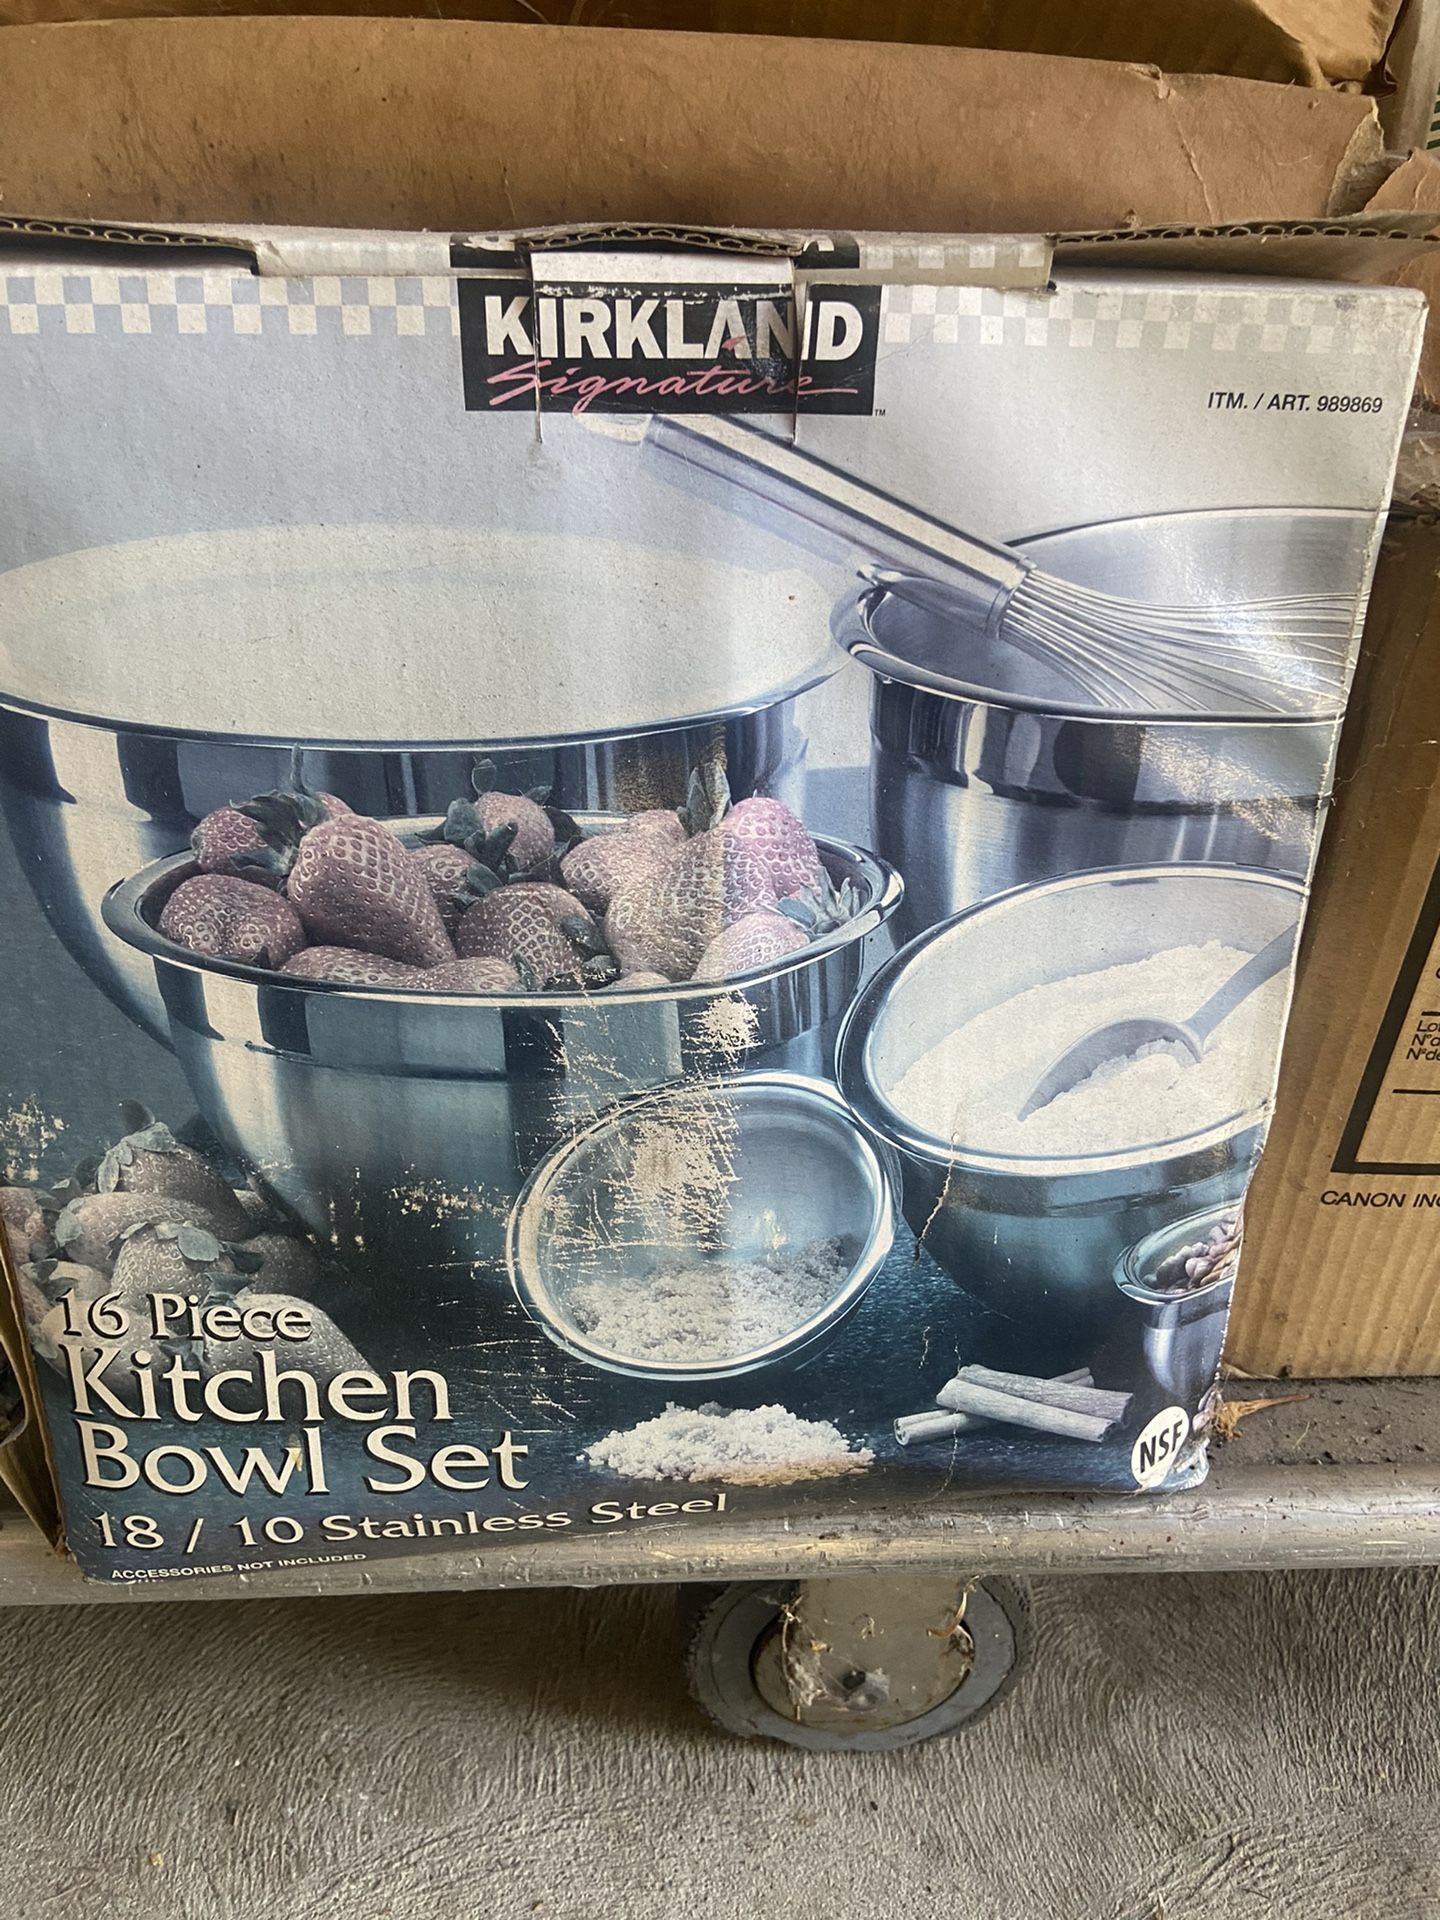 KIRKLAND
Signature
TM
ITM. / ART. 989869
CANON
16 Piece
Kitchen
Bowl Set
18 / 10 Stainless Steel
ACCESSORIES NOT INCLUDED
NSF